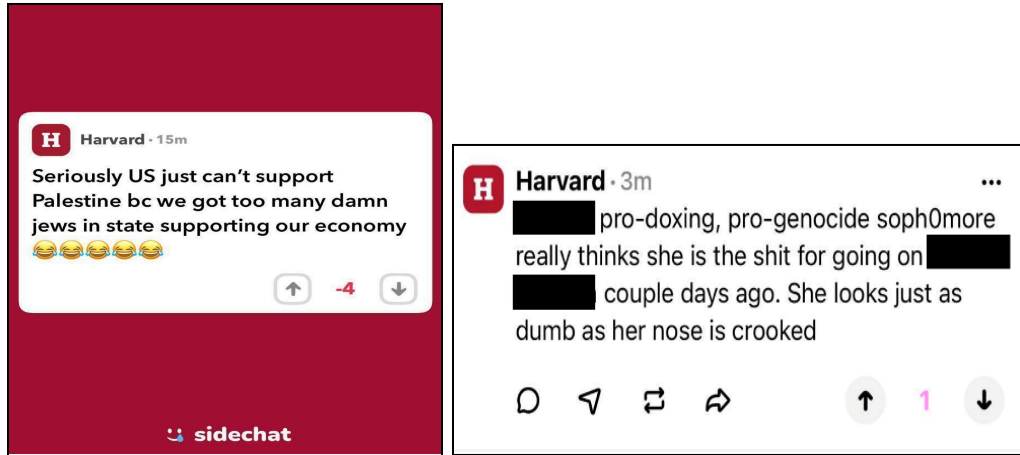 H Harvard · 15m
Seriously US just can’t support
Palestine bc we got too many damn
jews in state supporting our economy
😂😂😂😂😂
-4
sidechat
H Harvard · 3m
pro-doxing, pro-genocide soph0more
really thinks she is the shit for going on
couple days ago. She looks just as
dumb as her nose is crooked
1